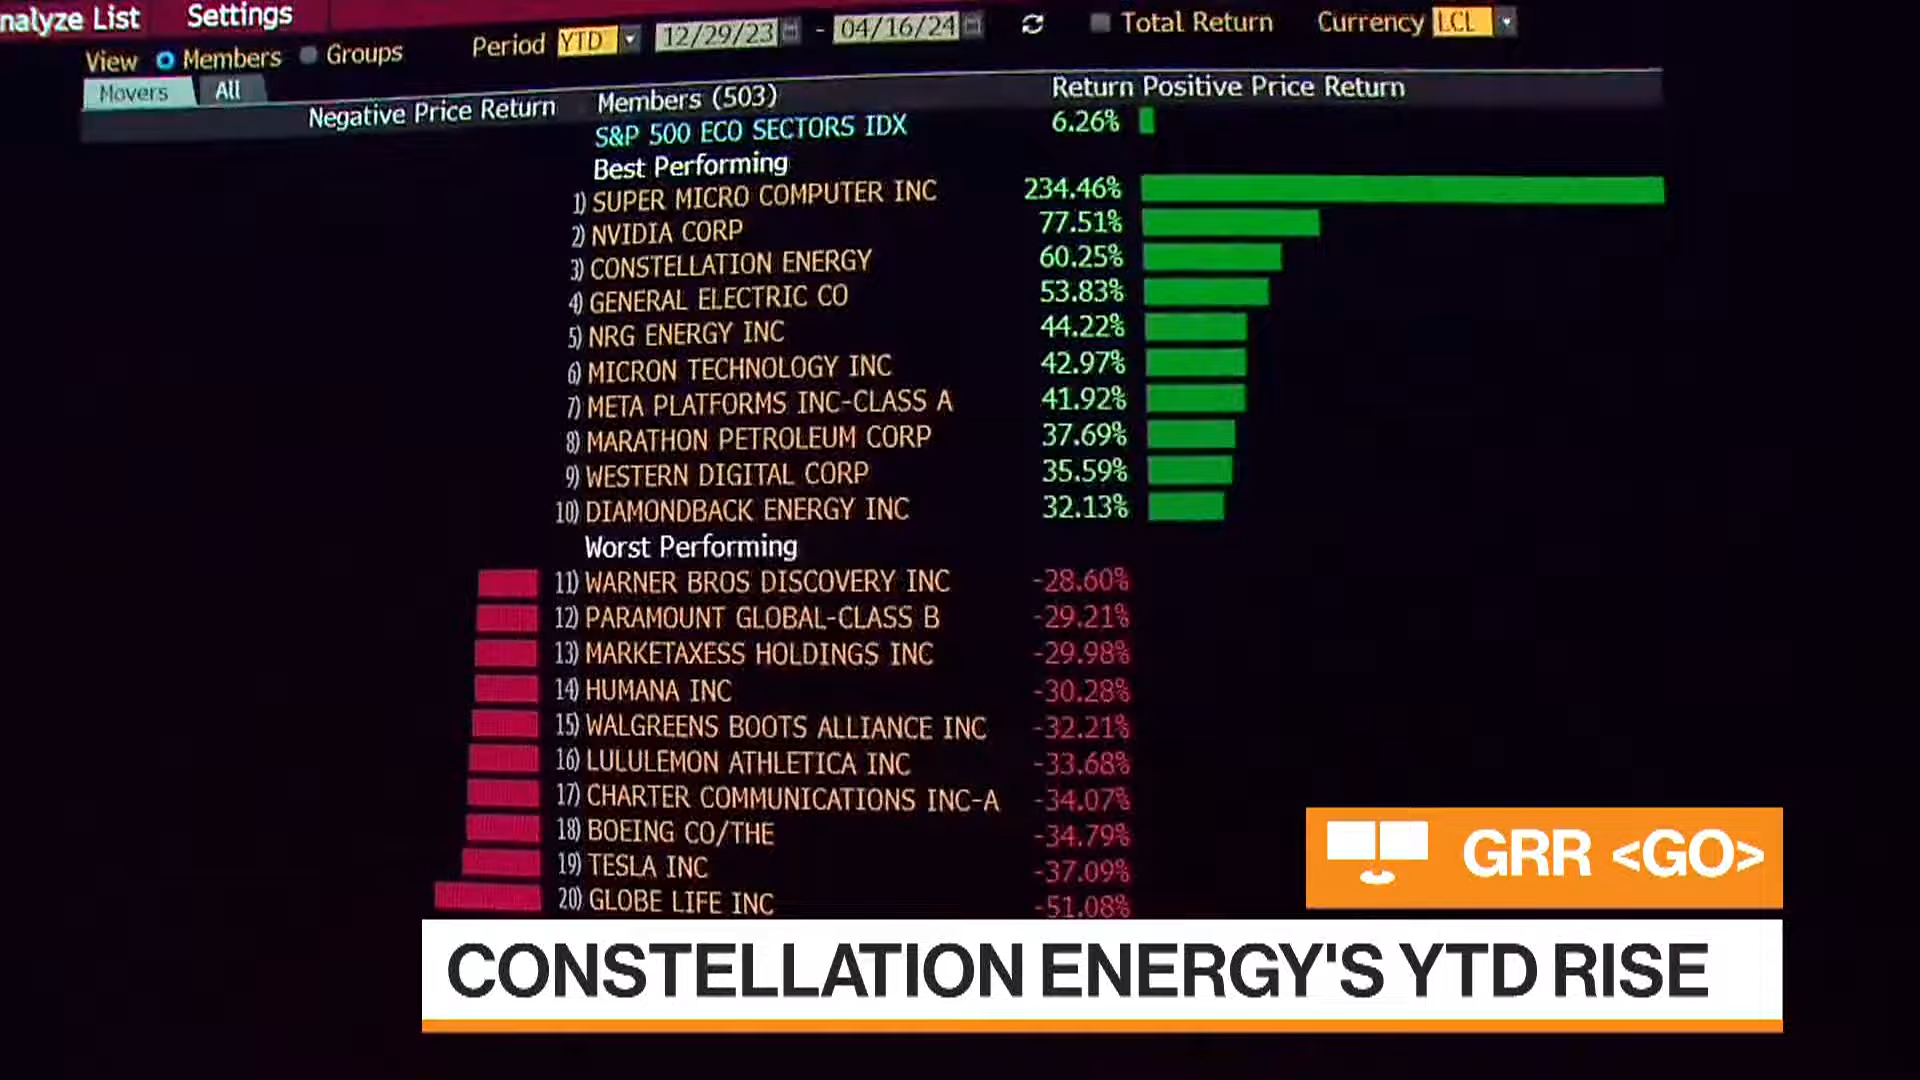 nalyze List Settings
View Members Groups Period YTD 12/29/23 - 04/16/24 Total Return Currency LCL
Movers All
Negative Price Return Members (503) Return Positive Price Return
S&P 500 ECO SECTORS IDX 6.26%
Best Performing
1) SUPER MICRO COMPUTER INC 234.46%
2) NVIDIA CORP 77.51%
3) CONSTELLATION ENERGY 60.25%
4) GENERAL ELECTRIC CO 53.83%
5) NRG ENERGY INC 44.22%
6) MICRON TECHNOLOGY INC 42.97%
7) META PLATFORMS INC-CLASS A 41.92%
8) MARATHON PETROLEUM CORP 37.69%
9) WESTERN DIGITAL CORP 35.59%
10) DIAMONDBACK ENERGY INC 32.13%
Worst Performing
11) WARNER BROS DISCOVERY INC -28.60%
12) PARAMOUNT GLOBAL-CLASS B -29.21%
13) MARKETAXESS HOLDINGS INC -29.98%
14) HUMANA INC -30.28%
15) WALGREENS BOOTS ALLIANCE INC -32.21%
16) LULULEMON ATHLETICA INC -33.68%
17) CHARTER COMMUNICATIONS INC-A -34.07%
18) BOEING CO/THE -34.79%
19) TESLA INC -37.09%
20) GLOBE LIFE INC -51.08%
GRR <GO>
CONSTELLATION ENERGY'S YTD RISE